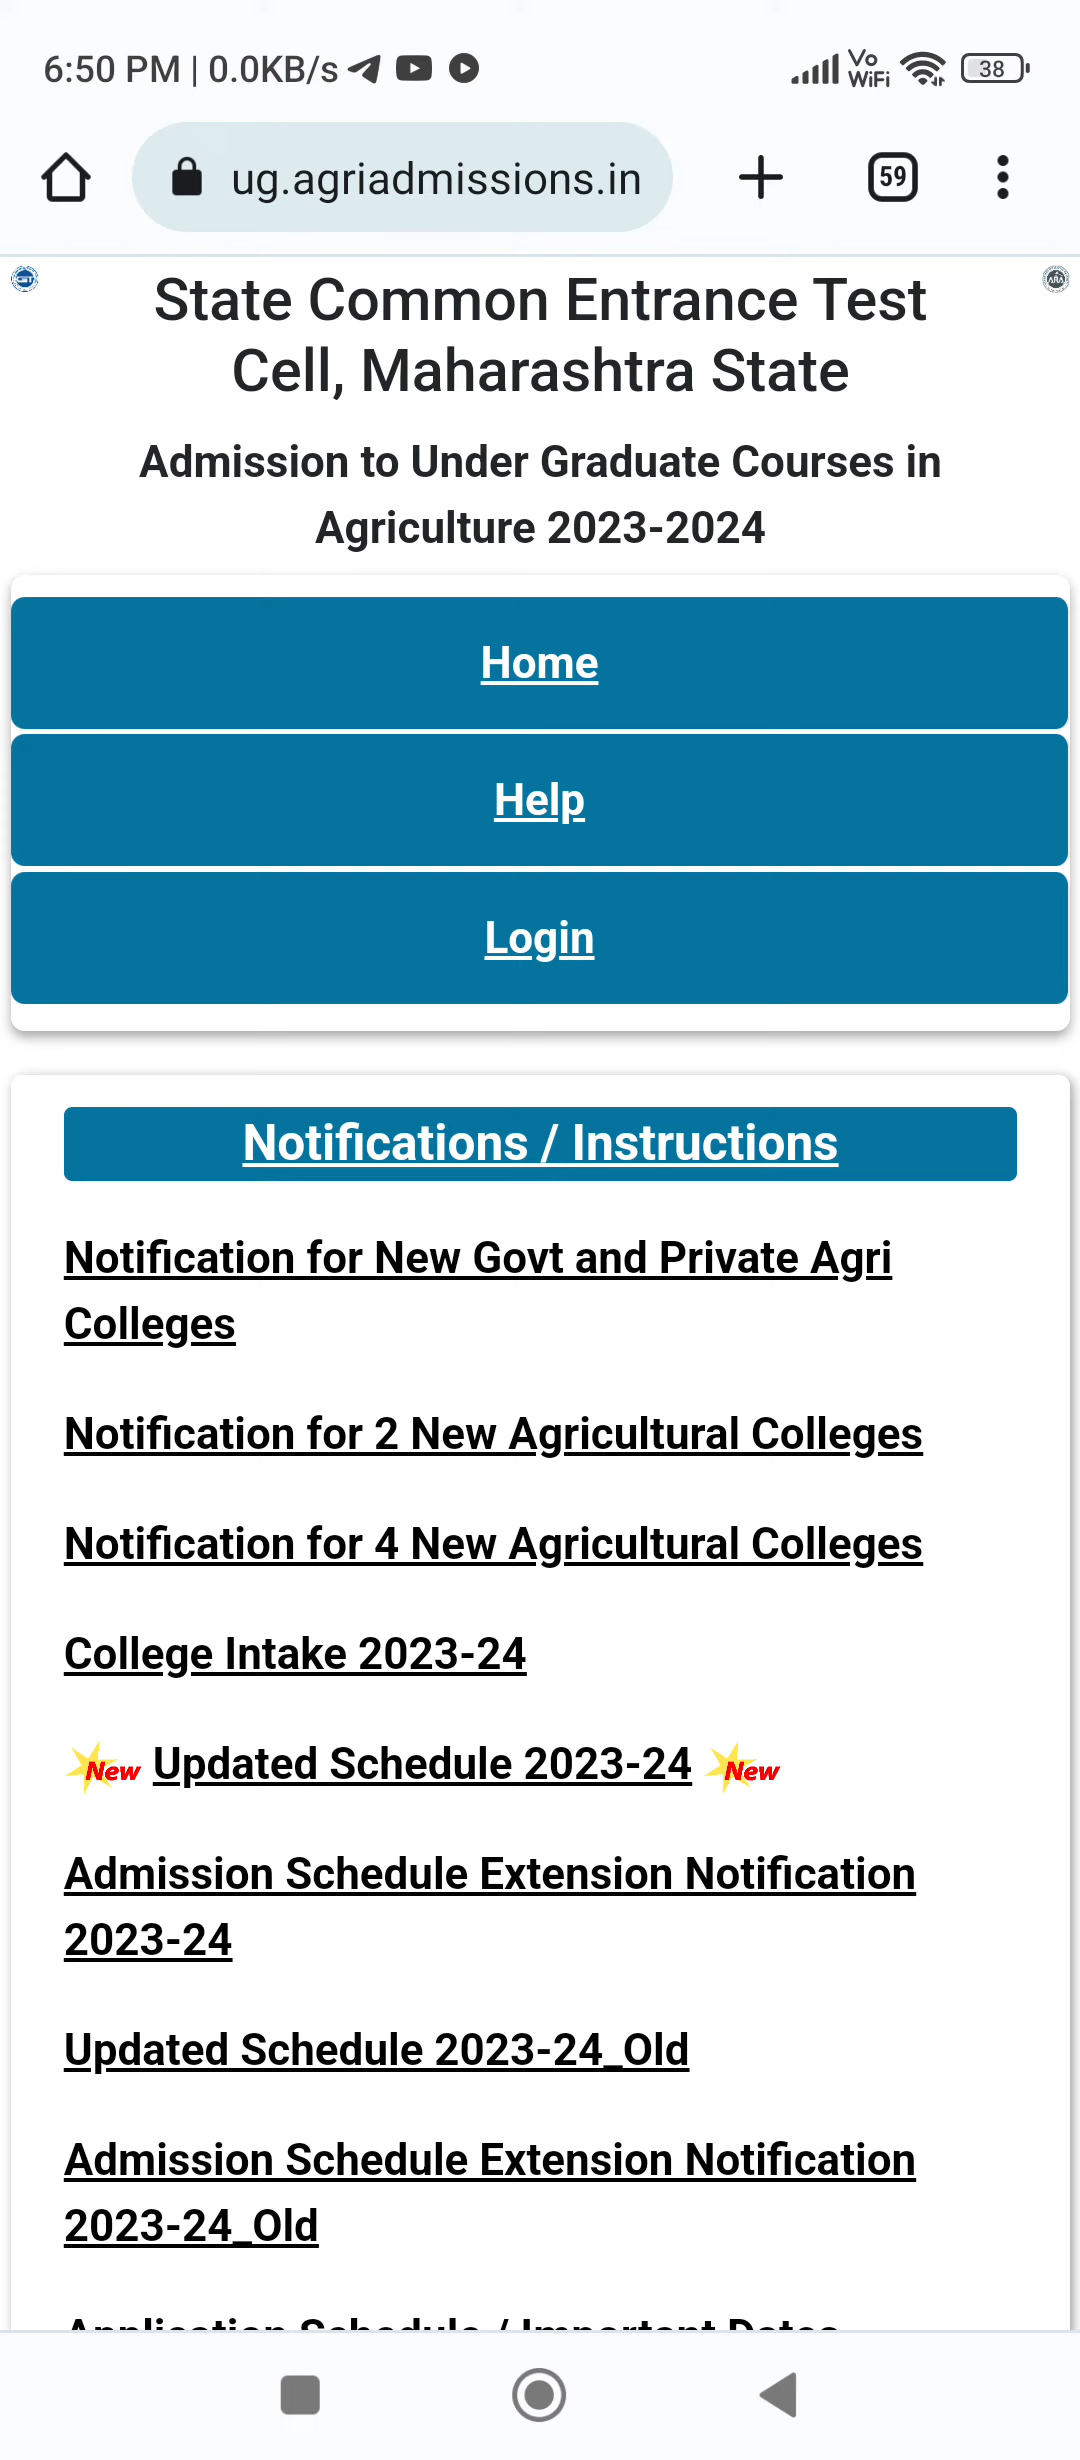 6:50 PM | 0.0KB/s
Vo
WiFi
38
ug.agriadmissions.in
59
State Common Entrance Test
Cell, Maharashtra State
Admission to Under Graduate Courses in
Agriculture 2023-2024
Home
Help
Login
Notifications / Instructions
Notification for New Govt and Private Agri
Colleges
Notification for 2 New Agricultural Colleges
Notification for 4 New Agricultural Colleges
College Intake 2023-24
New Updated Schedule 2023-24 New
Admission Schedule Extension Notification
2023-24
Updated Schedule 2023-24_Old
Admission Schedule Extension Notification
2023-24_Old
Application Schedule / Important Dates